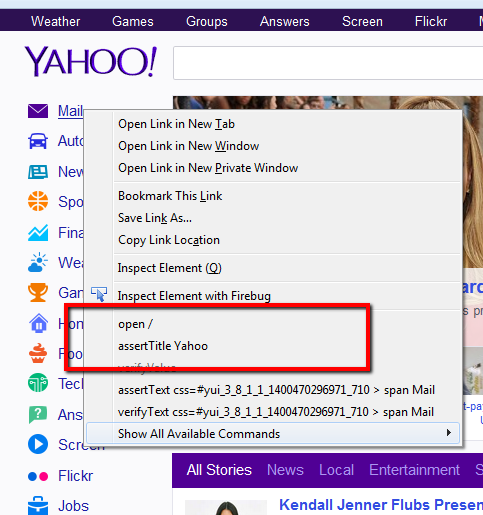 Weather Games Groups Answers Screen Flickr
YAHOO!
Mail
Open Link in New Tab
Open Link in New Window
Open Link in New Private Window
Bookmark This Link
Save Link As...
Copy Link Location
Inspect Element (Q)
Inspect Element with Firebug
open /
assertTitle Yahoo
verifyValue
assertText css=#yui_3_8_1_1_1400470296971_710 > span Mail
verifyText css=#yui_3_8_1_1_1400470296971_710 > span Mail
Show All Available Commands
Auto
New
Spo
Fina
Wea
Gan
Hon
Foo
Tech
Ans
Scree
Flickr
Jobs
ard
s pr
t-pa
U
All Stories News Local Entertainment S
Kendall Jenner Flubs Presen